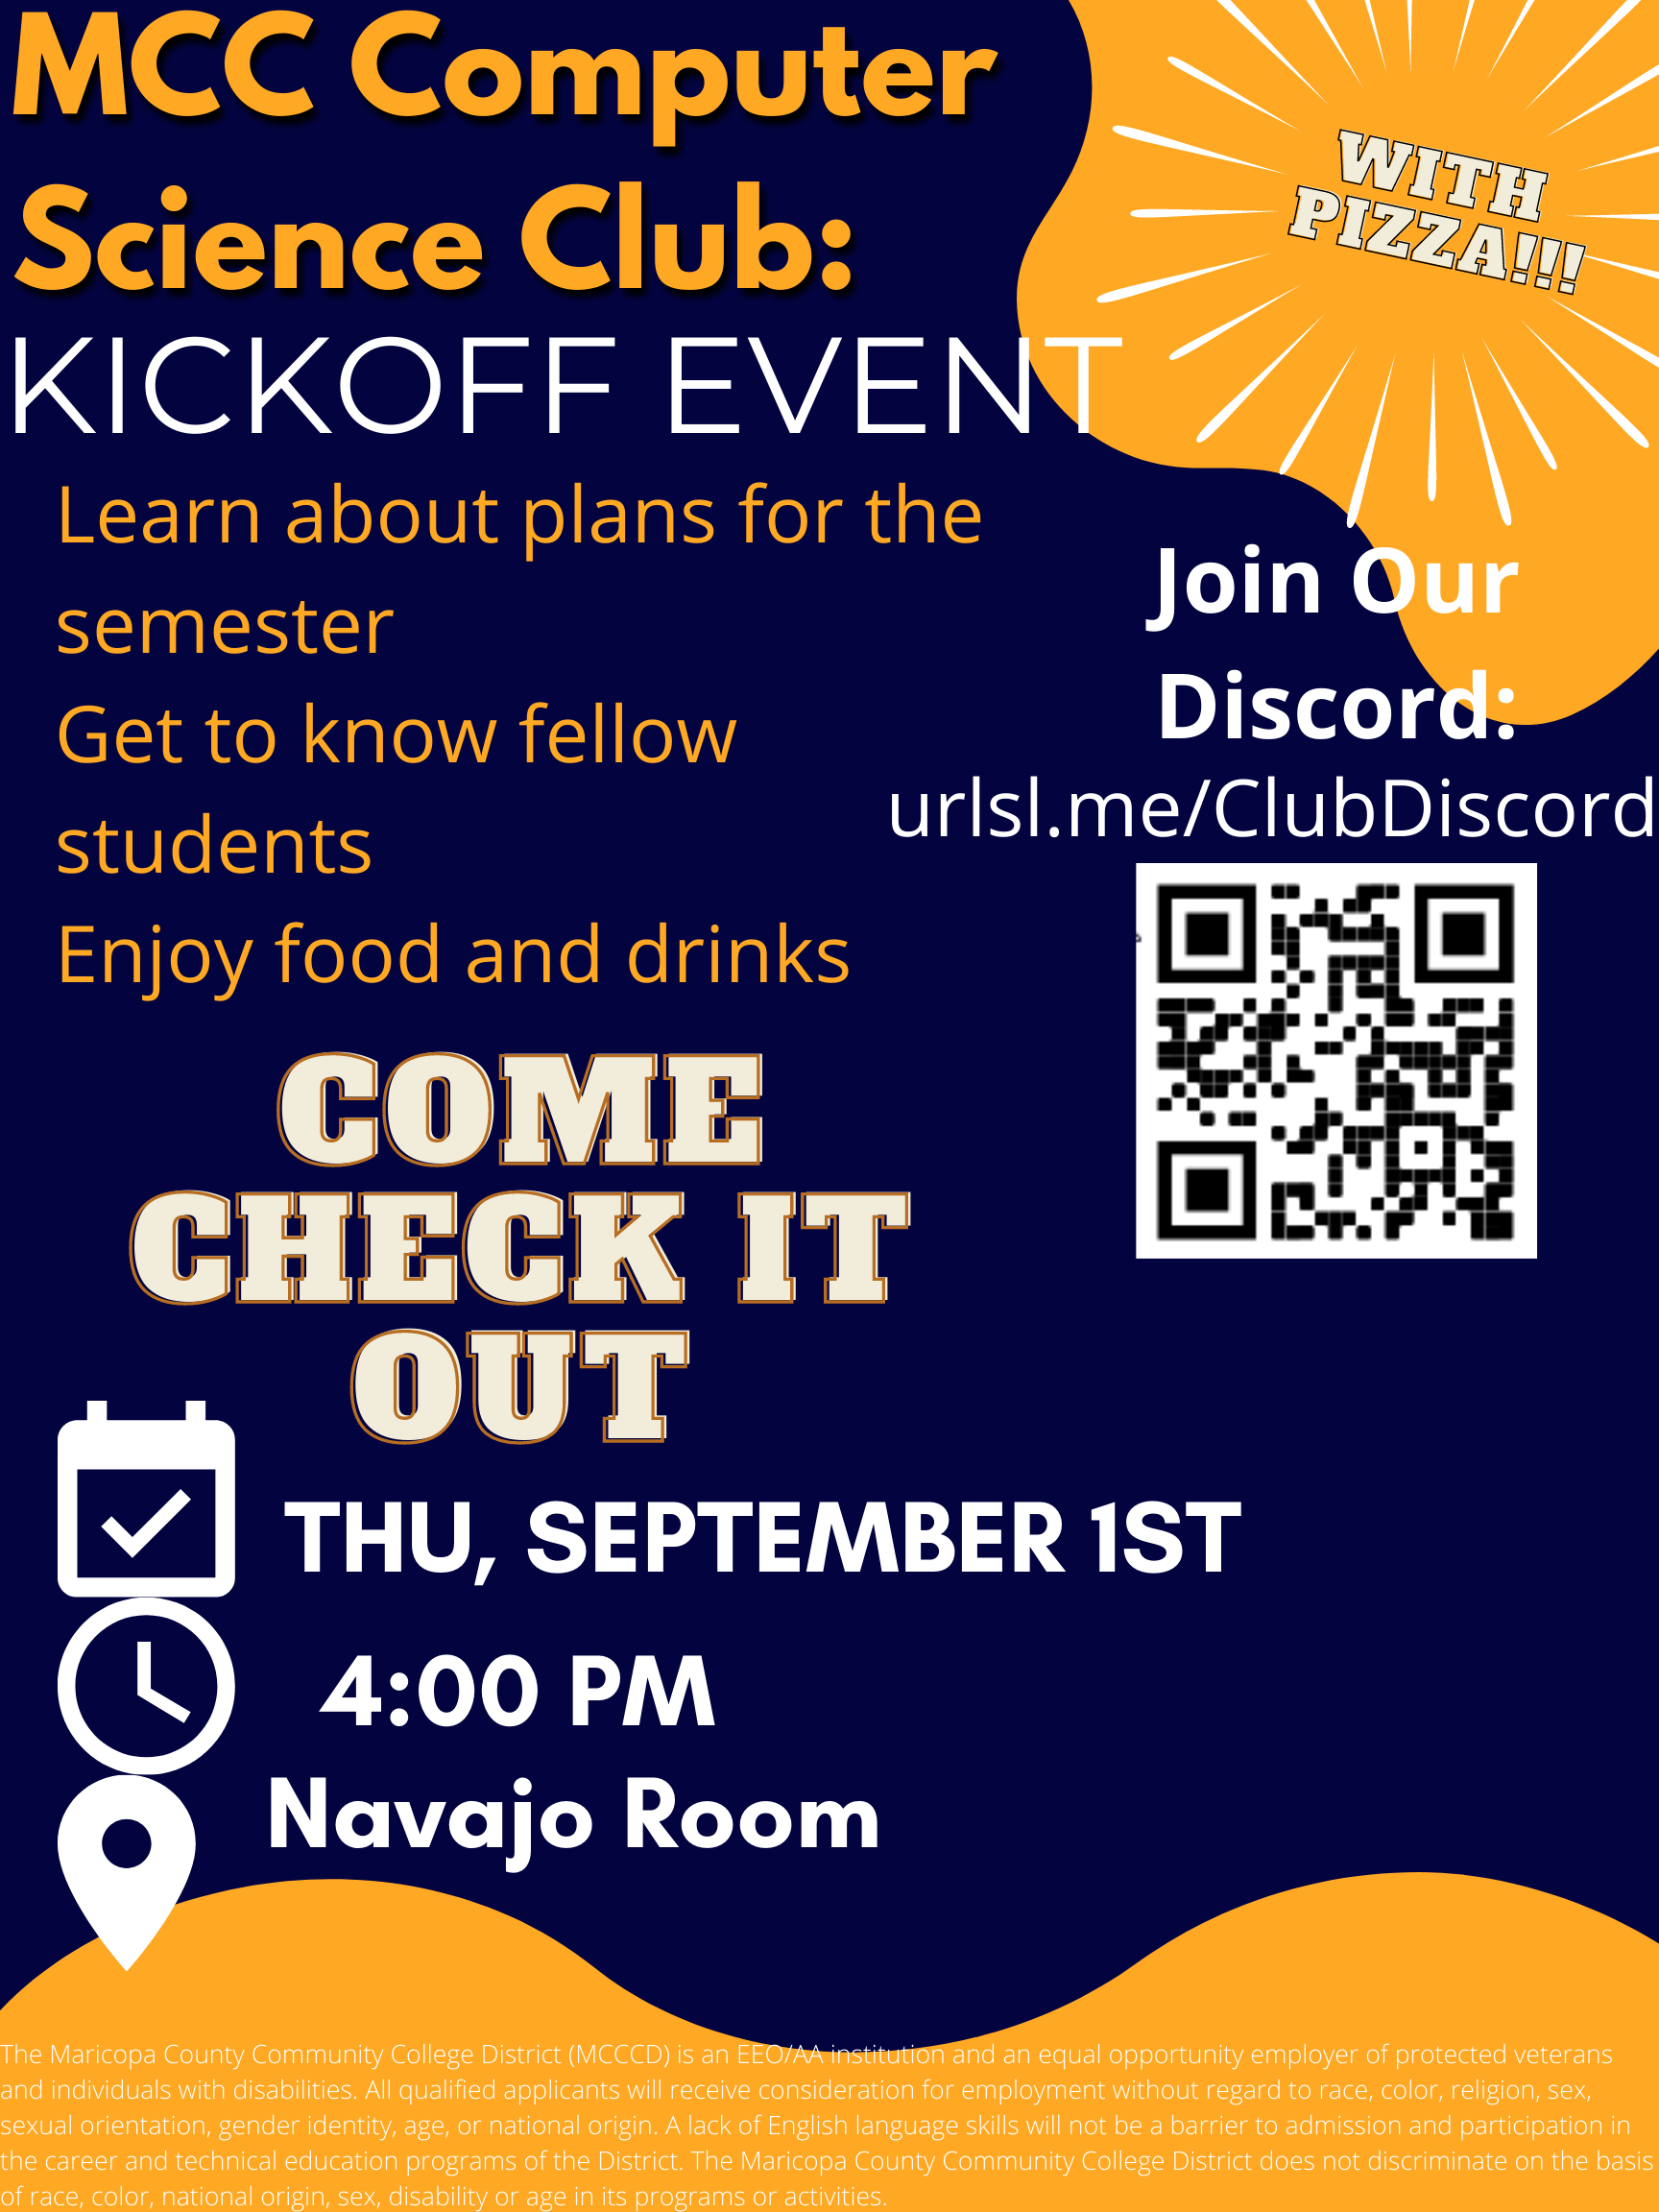 MCC Computer
Science Club:
KICKOFF EVENT
WITH
PIZZA!!!
Learn about plans for the
semester
Get to know fellow
students
Enjoy food and drinks
Join Our
Discord:
urlsl.me/ClubDiscord
COME
CHECK IT
OUT
THU, SEPTEMBER 1ST
4:00 PM
Navajo Room
The Maricopa County Community College District (MCCCD) is an EEO/AA institution and an equal opportunity employer of protected veterans
and individuals with disabilities. All qualified applicants will receive consideration for employment without regard to race, color, religion, sex,
sexual orientation, gender identity, age, or national origin. A lack of English language skills will not be a barrier to admission and participation in
the career and technical education programs of the District. The Maricopa County Community College District does not discriminate on the basis
of race, color, national origin, sex, disability or age in its programs or activities.